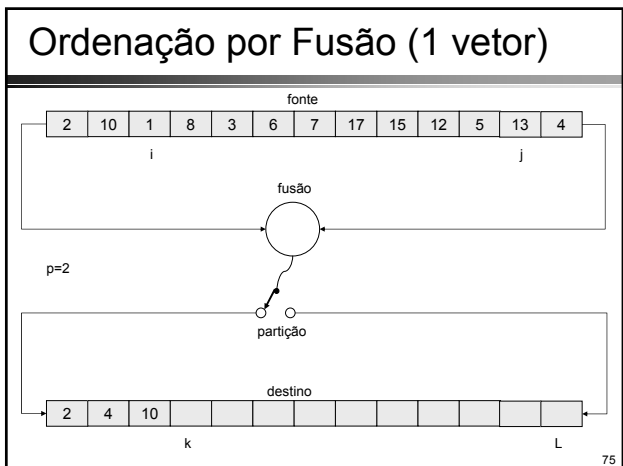 Ordenação por Fusão (1 vetor)
fonte
2 10 1 8 3 6 7 17 15 12 5 13 4
i j
fusão
p=2
partição
destino
2 4 10
k L
75